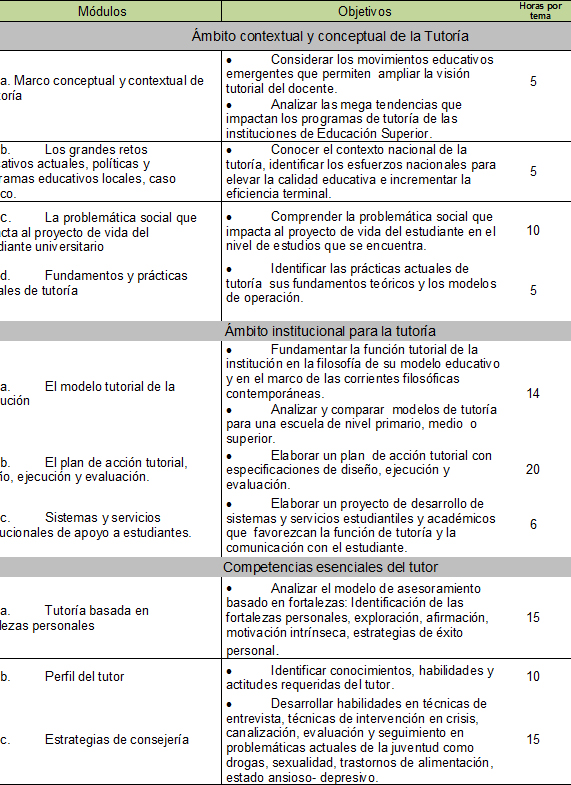 Módulos Objetivos Horas por tema
Ámbito contextual y conceptual de la Tutoría
a. Marco conceptual y contextual de
oría
• Considerar los movimientos educativos
emergentes que permiten ampliar la visión
tutorial del docente.
• Analizar las mega tendencias que
impactan los programas de tutoría de las
instituciones de Educación Superior.
5
b. Los grandes retos
ativos actuales, políticas y
ramas educativos locales, caso
co.
• Conocer el contexto nacional de la
tutoría, identificar los esfuerzos nacionales para
elevar la calidad educativa e incrementar la
eficiencia terminal.
5
c. La problemática social que
cta al proyecto de vida del
diante universitario
• Comprender la problemática social que
impacta al proyecto de vida del estudiante en el
nivel de estudios que se encuentra.
10
d. Fundamentos y prácticas
ales de tutoría
• Identificar las prácticas actuales de
tutoría sus fundamentos teóricos y los modelos
de operación.
5
Ámbito institucional para la tutoría
a. El modelo tutorial de la
ución
• Fundamentar la función tutorial de la
institución en la filosofía de su modelo educativo
y en el marco de las corrientes filosóficas
contemporáneas.
• Analizar y comparar modelos de tutoría
para una escuela de nivel primario, medio o
superior.
14
b. El plan de acción tutorial,
ño, ejecución y evaluación.
• Elaborar un plan de acción tutorial con
especificaciones de diseño, ejecución y
evaluación.
20
c. Sistemas y servicios
ucionales de apoyo a estudiantes.
• Elaborar un proyecto de desarrollo de
sistemas y servicios estudiantiles y académicos
que favorezcan la función de tutoría y la
comunicación con el estudiante.
6
Competencias esenciales del tutor
a. Tutoría basada en
lezas personales
• Analizar el modelo de asesoramiento
basado en fortalezas: Identificación de las
fortalezas personales, exploración, afirmación,
motivación intrínseca, estrategias de éxito
personal.
15
b. Perfil del tutor
• Identificar conocimientos, habilidades y
actitudes requeridas del tutor.
10
c. Estrategias de consejería
• Desarrollar habilidades en técnicas de
entrevista, técnicas de intervención en crisis,
canalización, evaluación y seguimiento en
problemáticas actuales de la juventud como
drogas, sexualidad, trastornos de alimentación,
estado ansioso- depresivo.
15